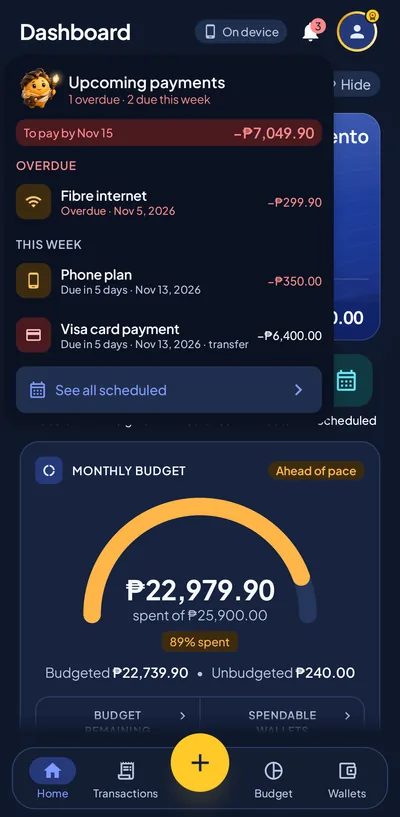 Dashboard
On device
3
Upcoming payments
1 overdue · 2 due this week
Hide
To pay by Nov 15
−₱7,049.90
OVERDUE
Fibre internet
Overdue · Nov 5, 2026
−₱299.90
THIS WEEK
Phone plan
Due in 5 days · Nov 13, 2026
−₱350.00
Visa card payment
Due in 5 days · Nov 13, 2026 · transfer
−₱6,400.00
See all scheduled
MONTHLY BUDGET
Ahead of pace
₱22,979.90
spent of ₱25,900.00
89% spent
Budgeted ₱22,739.90 • Unbudgeted ₱240.00
BUDGET
REMAINING
SPENDABLE
WALLETS
Home
Transactions
Budget
Wallets